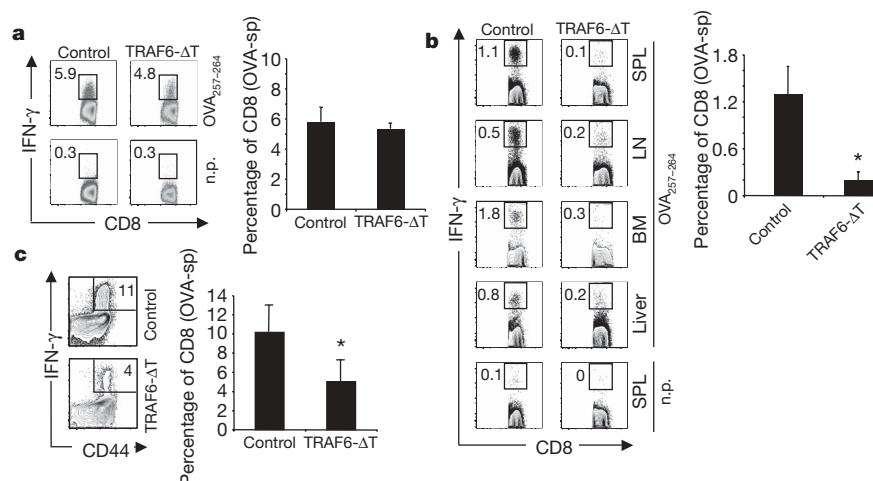 a
Control TRAF6-ΔT
5.9 4.8
OVA257–264
0.3 0.3
n.p.
IFN-γ
CD8
Percentage of CD8 (OVA-sp)
10
8
6
4
2
0
Control TRAF6-ΔT
b
Control TRAF6-ΔT
1.1 0.1
SPL
0.5 0.2
LN
1.8 0.3
BM
0.8 0.2
Liver
OVA257–264
0.1 0
SPL
n.p.
IFN-γ
CD8
Percentage of CD8 (OVA-sp)
1.8
1.2
0.6
0
*
Control
TRAF6-ΔT
c
11
Control
4
TRAF6-ΔT
IFN-γ
CD44
Percentage of CD8 (OVA-sp)
14
12
10
8
6
4
2
0
*
Control TRAF6-ΔT